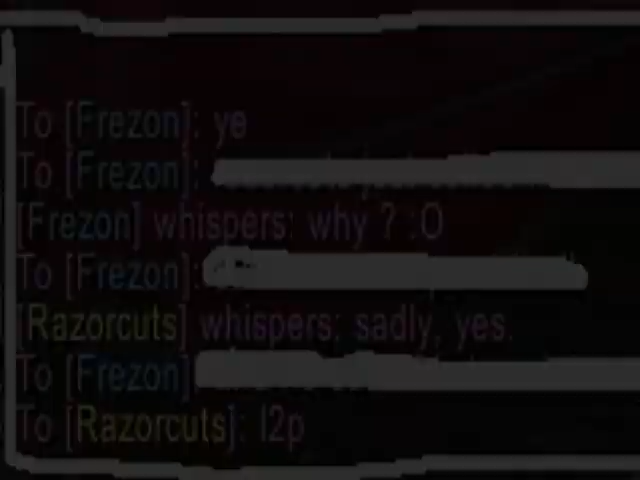 To [Frezon]: ye
To [Frezon]:
[Frezon] whispers: why ? :O
To [Frezon]:
[Razorcuts] whispers: sadly, yes.
To [Frezon]
To [Razorcuts]: l2p